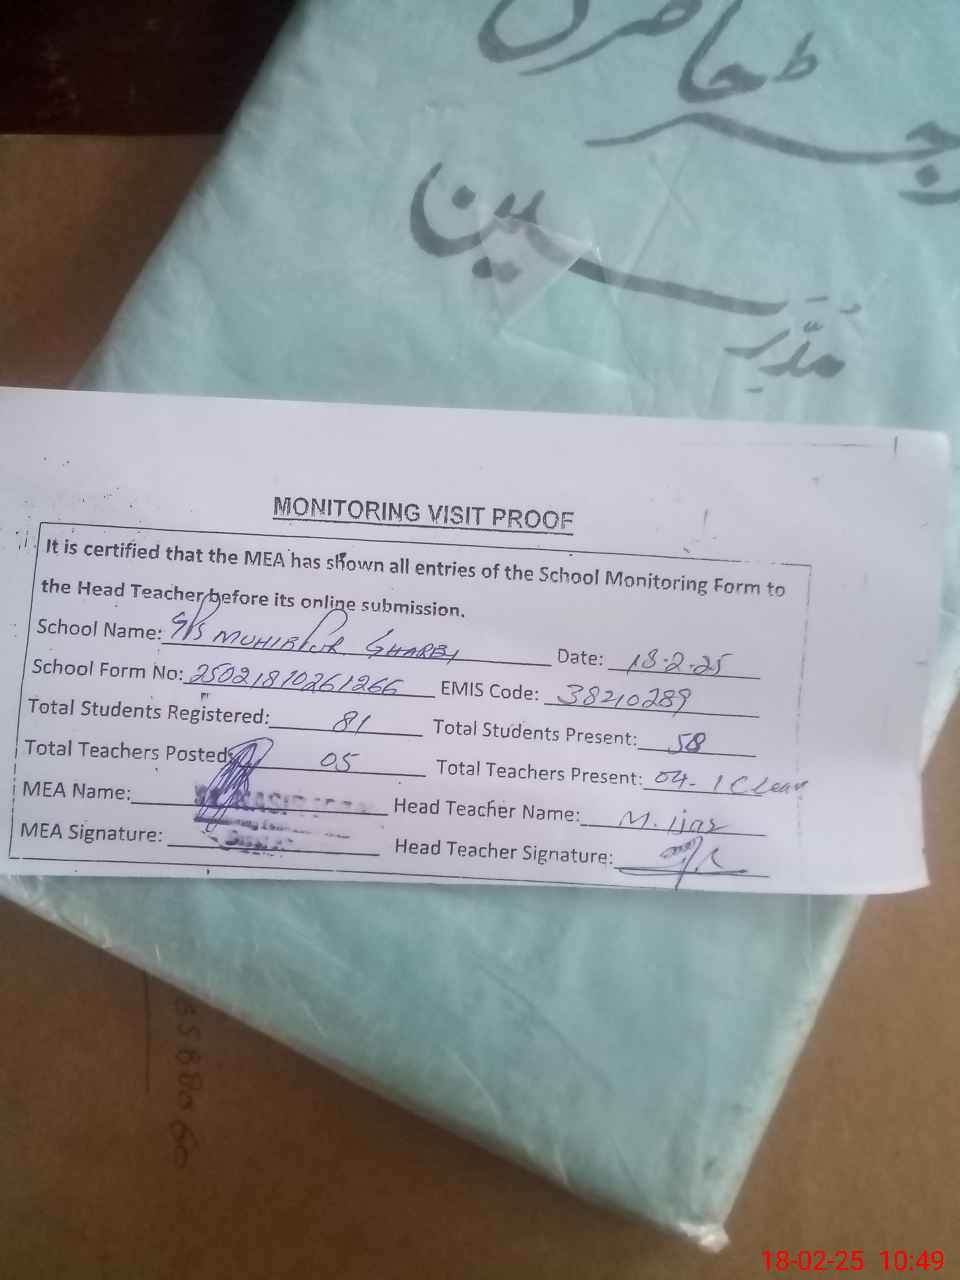 رجسٹر حاضری
مُدَرِّسین
MONITORING VISIT PROOF
It is certified that the MEA has shown all entries of the School Monitoring Form to
the Head Teacher before its online submission.
School Name: GPS MUHIBPUR GHARBI Date: 18-2-25
School Form No: 25021810261266 EMIS Code: 38210289
Total Students Registered: 81 Total Students Present: 58
Total Teachers Posted: 05 Total Teachers Present: 04- 1 C Leave
MEA Name: Head Teacher Name: M. ijaz
MEA Signature: Head Teacher Signature:
18-02-25 10:49